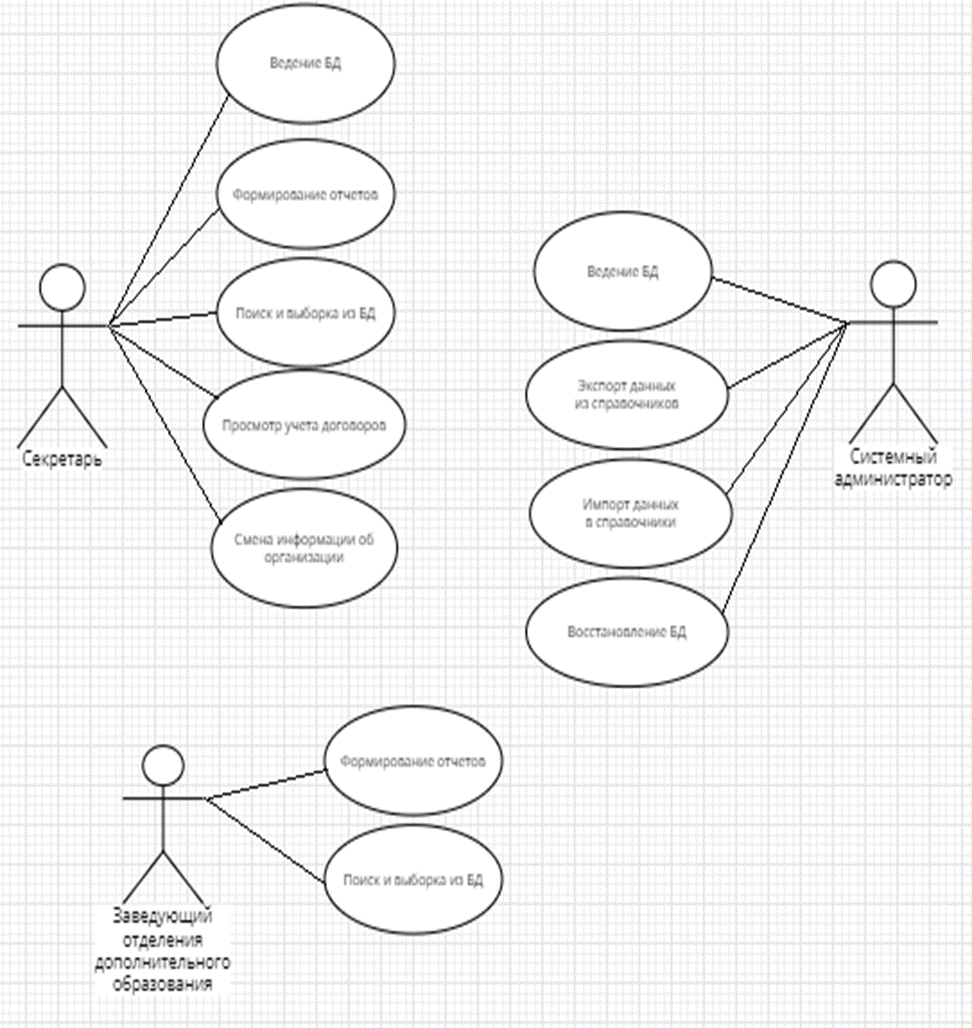 Ведение БД
Формирование отчетов
Поиск и выборка из БД
Просмотр учета договоров
Смена информации об
организации
Секретарь
Ведение БД
Экспорт данных
из справочников
Импорт данных
в справочники
Восстановление БД
Системный
администратор
Формирование отчетов
Поиск и выборка из БД
Заведующий
отделения
дополнительного
образования